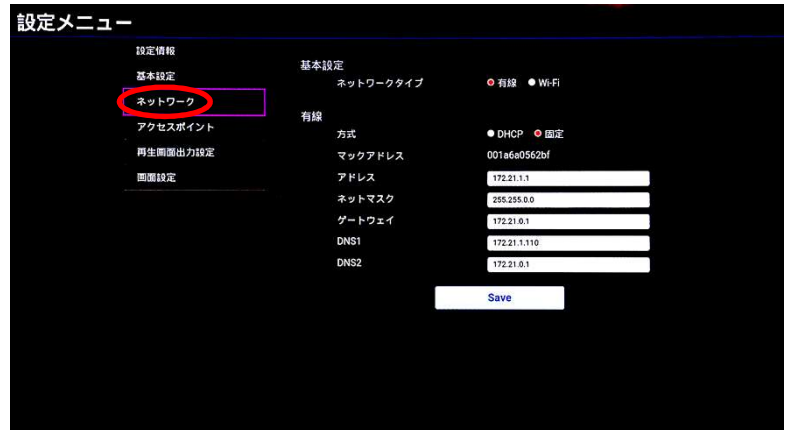 設定メニュー
設定情報
基本設定
ネットワーク
アクセスポイント
再生画面出力設定
画面設定
基本設定
ネットワークタイプ 有線 Wi-Fi
有線
方式 DHCP 固定
マックアドレス 001a6a0562bf
アドレス 172.21.1.1
ネットマスク 255.255.0.0
ゲートウェイ 172.21.0.1
DNS1 172.21.1.110
DNS2 172.21.0.1
Save